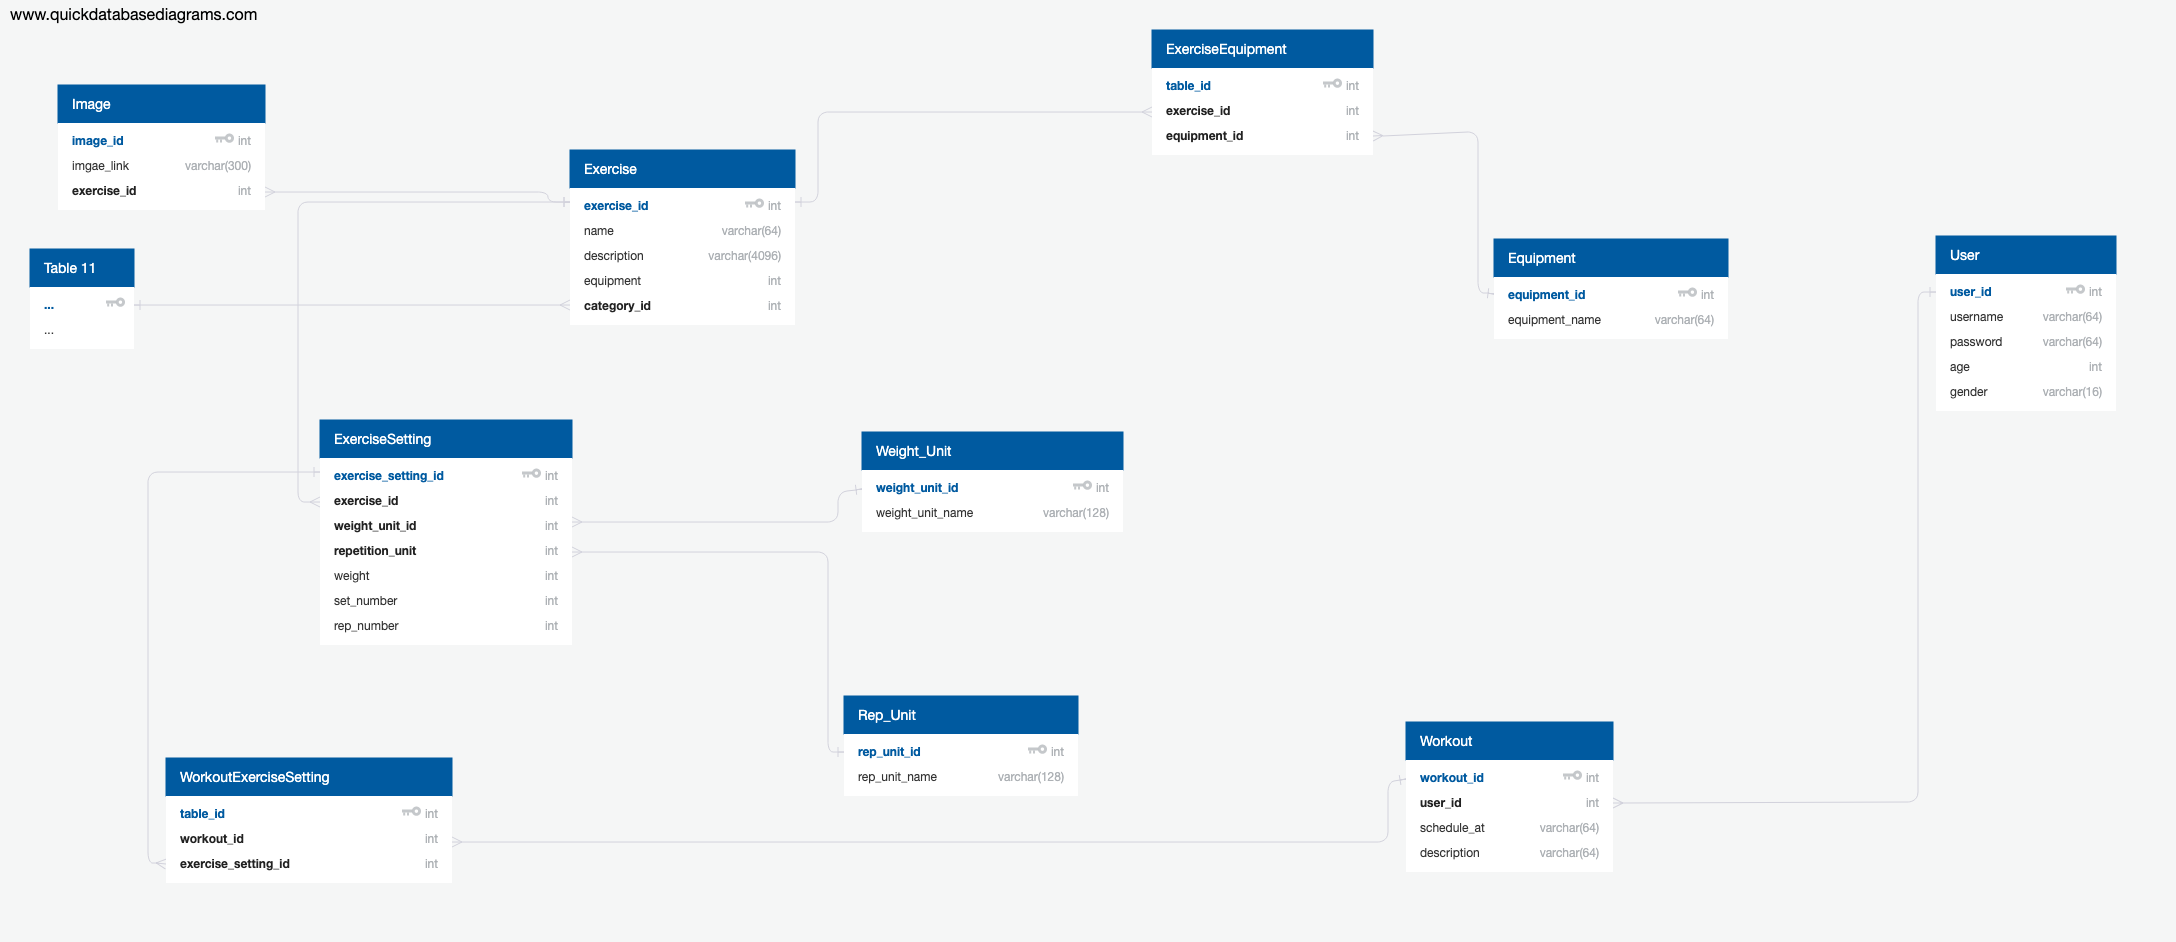 www.quickdatabasediagrams.com
ExerciseEquipment
table_id int
exercise_id int
equipment_id int
Image
image_id int
imgae_link varchar(300)
exercise_id int
Exercise
exercise_id int
name varchar(64)
description varchar(4096)
equipment int
category_id int
Table 11
...
...
Equipment
equipment_id int
equipment_name varchar(64)
User
user_id int
username varchar(64)
password varchar(64)
age int
gender varchar(16)
ExerciseSetting
exercise_setting_id int
exercise_id int
weight_unit_id int
repetition_unit int
weight int
set_number int
rep_number int
Weight_Unit
weight_unit_id int
weight_unit_name varchar(128)
Rep_Unit
rep_unit_id int
rep_unit_name varchar(128)
Workout
workout_id int
user_id int
schedule_at varchar(64)
description varchar(64)
WorkoutExerciseSetting
table_id int
workout_id int
exercise_setting_id int